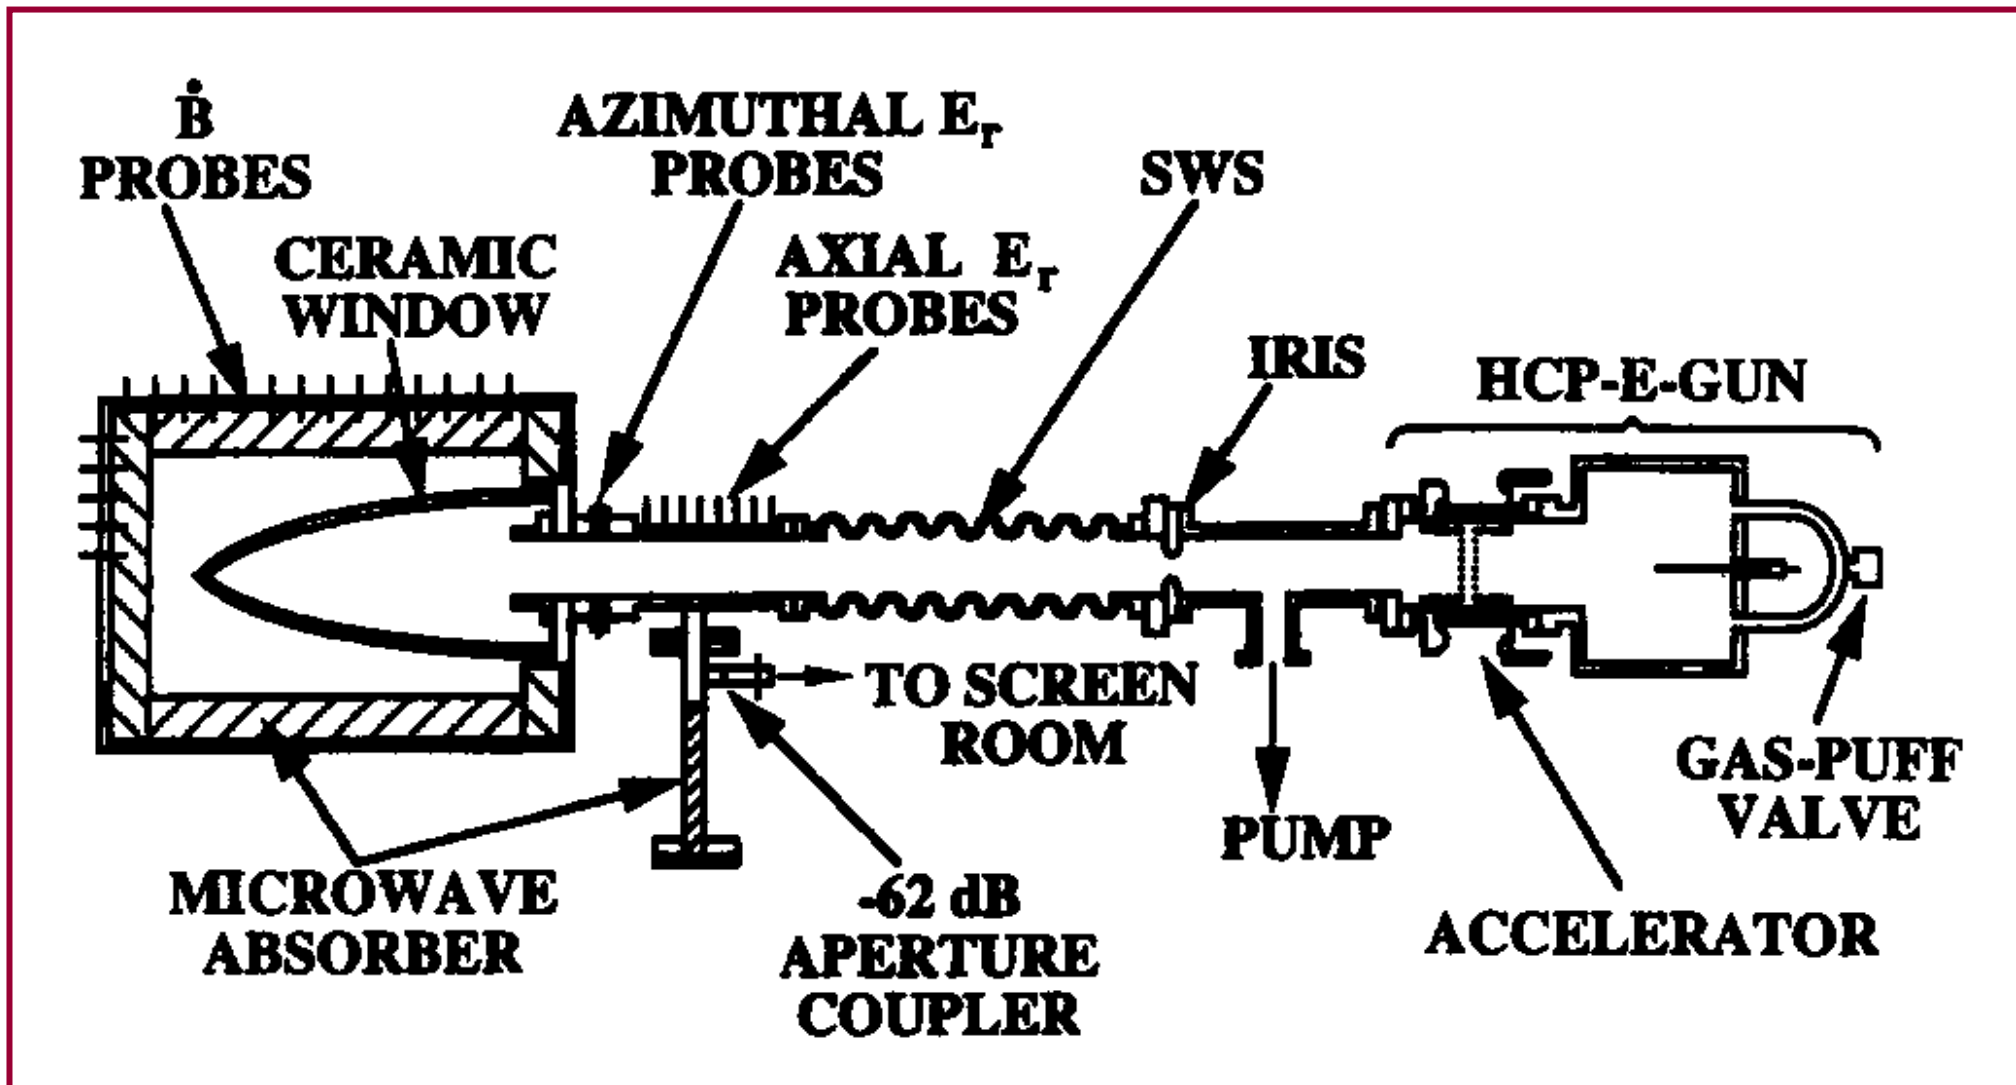 Ḃ
PROBES
AZIMUTHAL Er
PROBES
SWS
CERAMIC
WINDOW
AXIAL Er
PROBES
IRIS
HCP-E-GUN
TO SCREEN
ROOM
PUMP
GAS-PUFF
VALVE
MICROWAVE
ABSORBER
-62 dB
APERTURE
COUPLER
ACCELERATOR